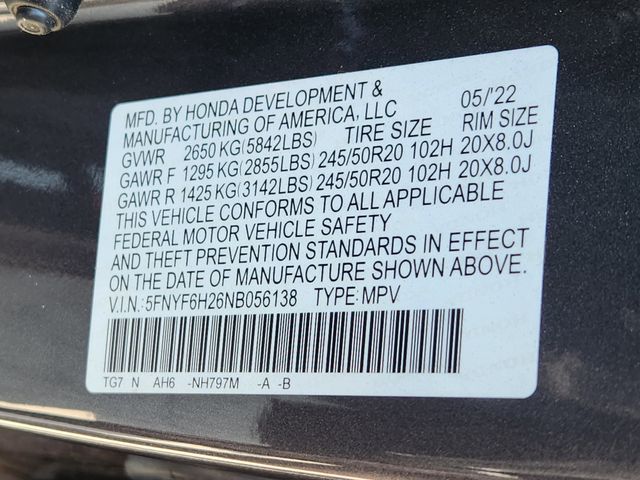 MFD. BY HONDA DEVELOPMENT & 05/'22
MANUFACTURING OF AMERICA, LLC
GVWR 2650 KG(5842LBS) TIRE SIZE RIM SIZE
GAWR F 1295 KG(2855LBS) 245/50R20 102H 20X8.0J
GAWR R 1425 KG(3142LBS) 245/50R20 102H 20X8.0J
THIS VEHICLE CONFORMS TO ALL APPLICABLE
FEDERAL MOTOR VEHICLE SAFETY
AND THEFT PREVENTION STANDARDS IN EFFECT
ON THE DATE OF MANUFACTURE SHOWN ABOVE.
V.I.N.:5FNYF6H26NB056138 TYPE:MPV
TG7 N AH6 -NH797M -A -B